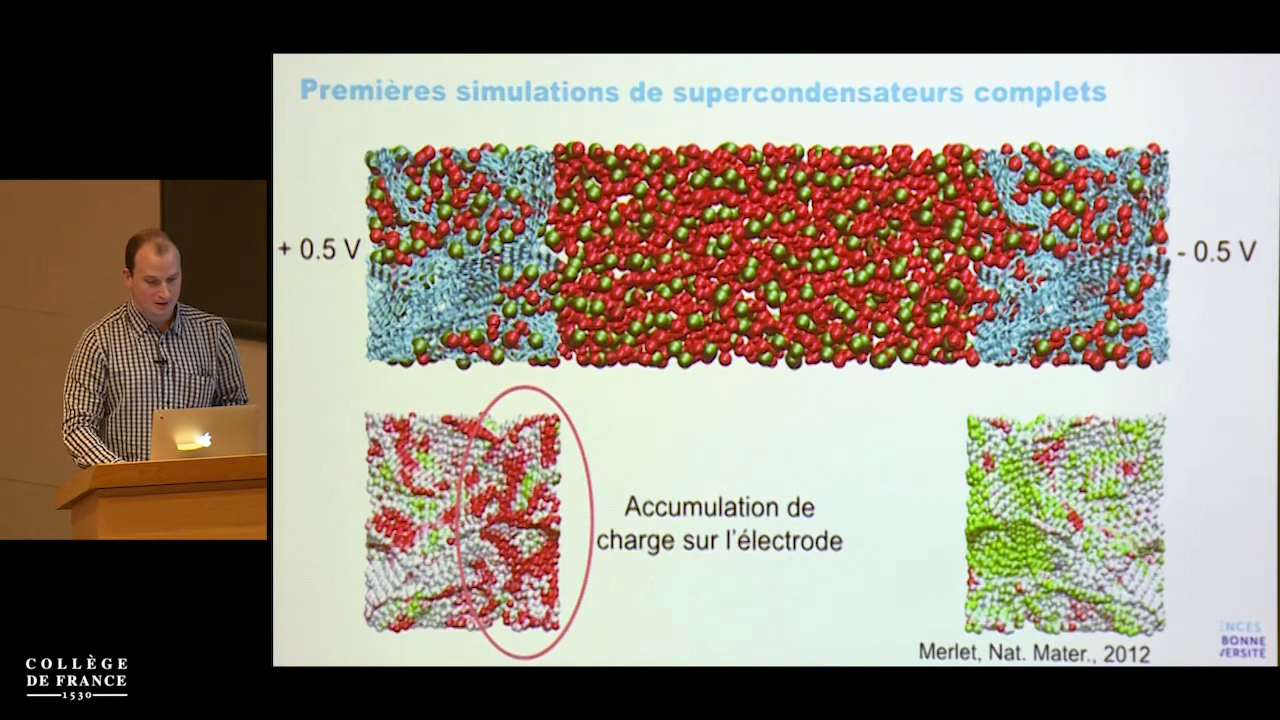 Premières simulations de supercondensateurs complets
+ 0.5 V
- 0.5 V
Accumulation de
charge sur l'électrode
Merlet, Nat. Mater., 2012
BONNE
COLLÈGE
DE FRANCE
1530